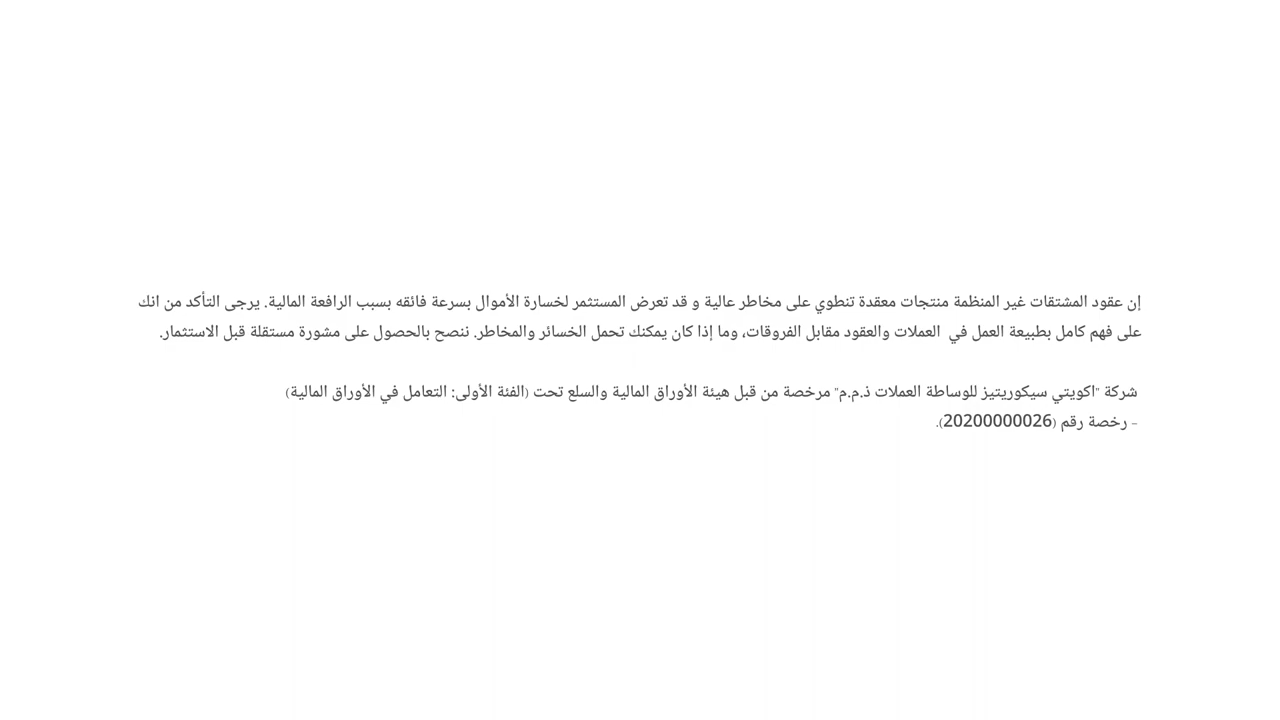 إن عقود المشتقات غير المنظمة منتجات معقدة تنطوي على مخاطر عالية و قد تعرض المستثمر لخسارة الأموال بسرعة فائقه بسبب الرافعة المالية. يرجى التأكد من انك
على فهم كامل بطبيعة العمل في العملات والعقود مقابل الفروقات، وما إذا كان يمكنك تحمل الخسائر والمخاطر. ننصح بالحصول على مشورة مستقلة قبل الاستثمار.
شركة "اكويتي سيكوريتيز للوساطة العملات ذ.م.م" مرخصة من قبل هيئة الأوراق المالية والسلع تحت (الفئة الأولى: التعامل في الأوراق المالية)
– رخصة رقم (20200000026).